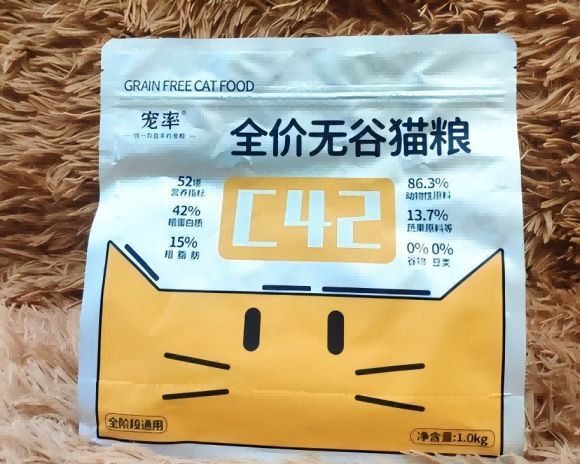 GRAIN FREE CAT FOOD
宠率®
全价无谷猫粮
52项
营养指标
42%
粗蛋白质
15%
粗脂肪
C42
86.3%
动物性原料
13.7%
蔬果原料等
0% 0%
谷物 豆类
全阶段通用
净含量:1.0kg